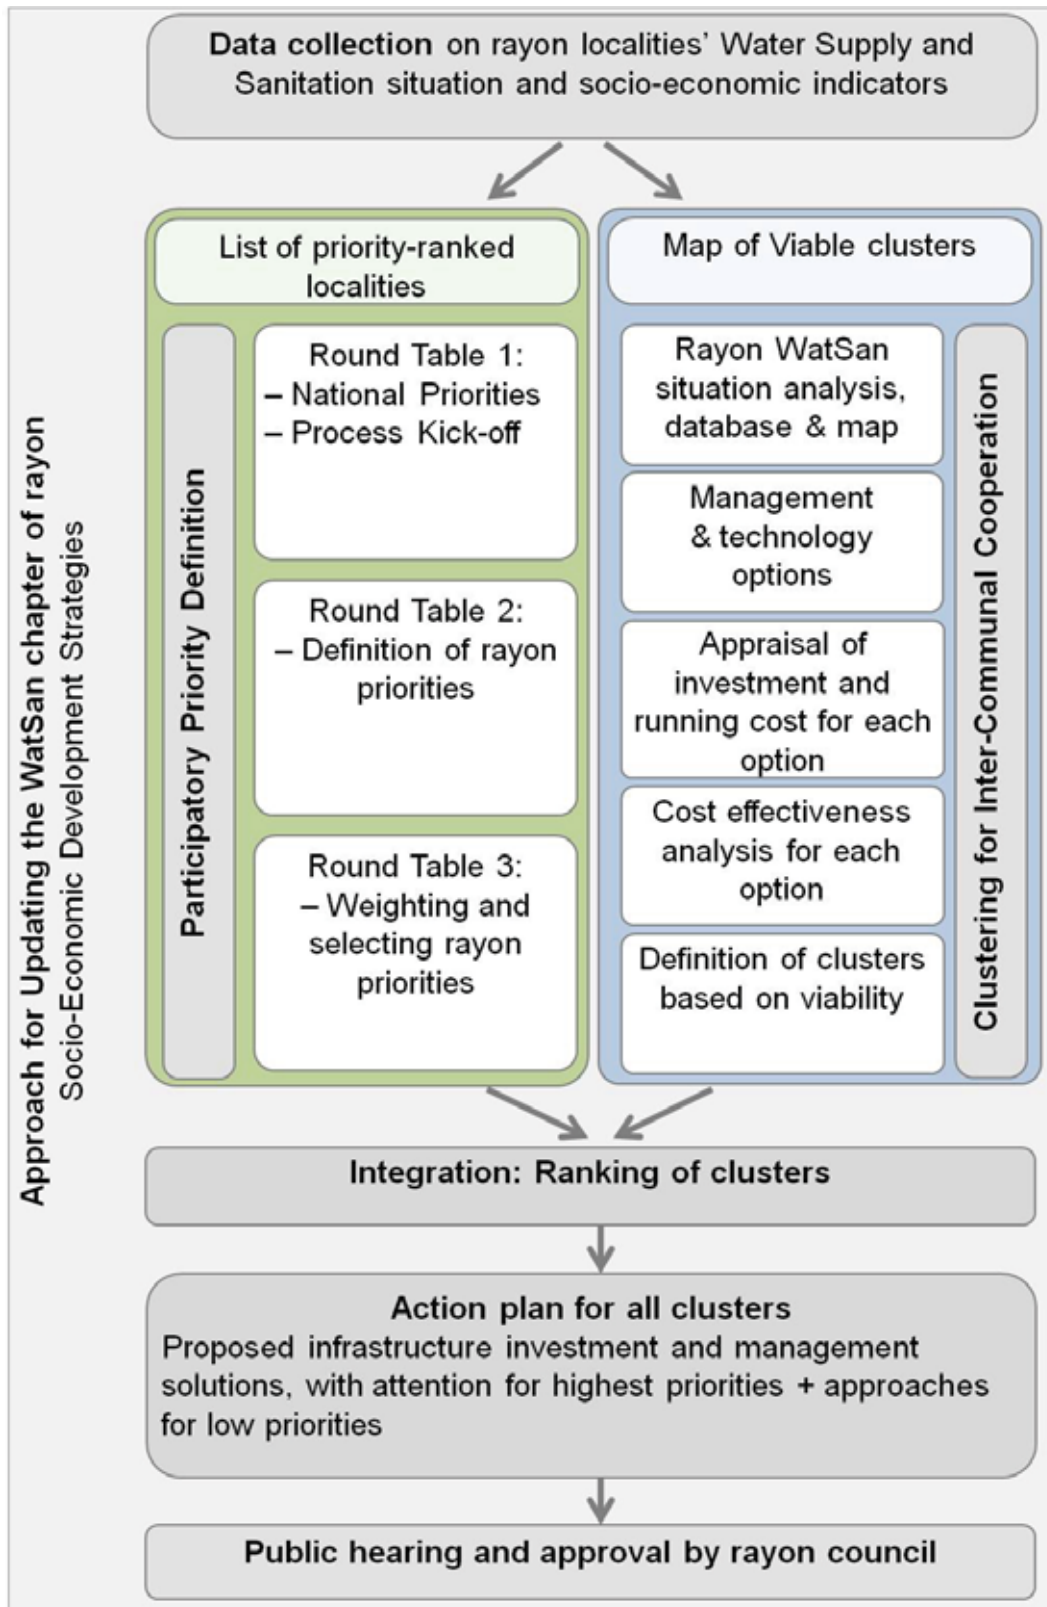 Approach for Updating the WatSan chapter of rayon
Socio-Economic Development Strategies
Data collection on rayon localities' Water Supply and
Sanitation situation and socio-economic indicators
List of priority-ranked
localities
Participatory Priority Definition
Round Table 1:
– National Priorities
– Process Kick-off
Round Table 2:
– Definition of rayon
priorities
Round Table 3:
– Weighting and
selecting rayon
priorities
Map of Viable clusters
Rayon WatSan
situation analysis,
database & map
Management
& technology
options
Appraisal of
investment and
running cost for each
option
Cost effectiveness
analysis for each
option
Definition of clusters
based on viability
Clustering for Inter-Communal Cooperation
Integration: Ranking of clusters
Action plan for all clusters
Proposed infrastructure investment and management
solutions, with attention for highest priorities + approaches
for low priorities
Public hearing and approval by rayon council